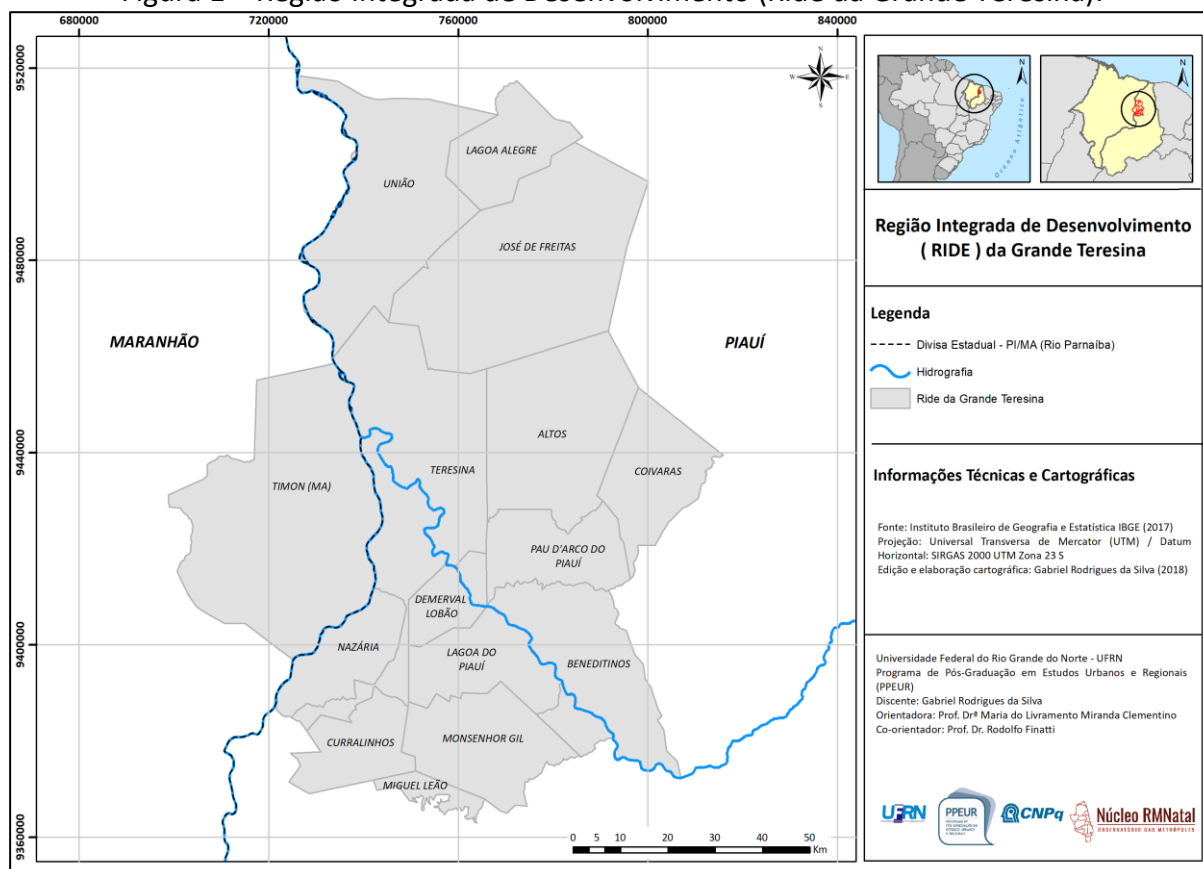 Figura 1 – Região Integrada de Desenvolvimento (Ride da Grande Teresina).
680000 720000 760000 800000 840000
9520000
9480000
9440000
9400000
9360000
N
W E
S
LAGOA ALEGRE
UNIÃO
JOSÉ DE FREITAS
MARANHÃO
PIAUÍ
ALTOS
COIVARAS
TERESINA
TIMON (MA)
PAU D'ARCO DO
PIAUÍ
DEMERVAL
LOBÃO
NAZÁRIA
LAGOA DO
PIAUÍ
BENEDITINOS
CURRALINHOS
MONSENHOR GIL
MIGUEL LEÃO
0 5 10 20 30 40 50
Km
N
Oceano Atlântico
N
Região Integrada de Desenvolvimento
( RIDE ) da Grande Teresina
Legenda
Divisa Estadual - PI/MA (Rio Parnaíba)
Hidrografia
Ride da Grande Teresina
Informações Técnicas e Cartográficas
Fonte: Instituto Brasileiro de Geografia e Estatística IBGE (2017)
Projeção: Universal Transversa de Mercator (UTM) / Datum
Horizontal: SIRGAS 2000 UTM Zona 23 S
Edição e elaboração cartográfica: Gabriel Rodrigues da Silva (2018)
Universidade Federal do Rio Grande do Norte - UFRN
Programa de Pós-Graduação em Estudos Urbanos e Regionais
(PPEUR)
Discente: Gabriel Rodrigues da Silva
Orientadora: Prof. Drª Maria do Livramento Miranda Clementino
Co-orientador: Prof. Dr. Rodolfo Finatti
UFRN
PPEUR
CNPq
Núcleo RMNatal
OBSERVATÓRIO DAS METRÓPOLES